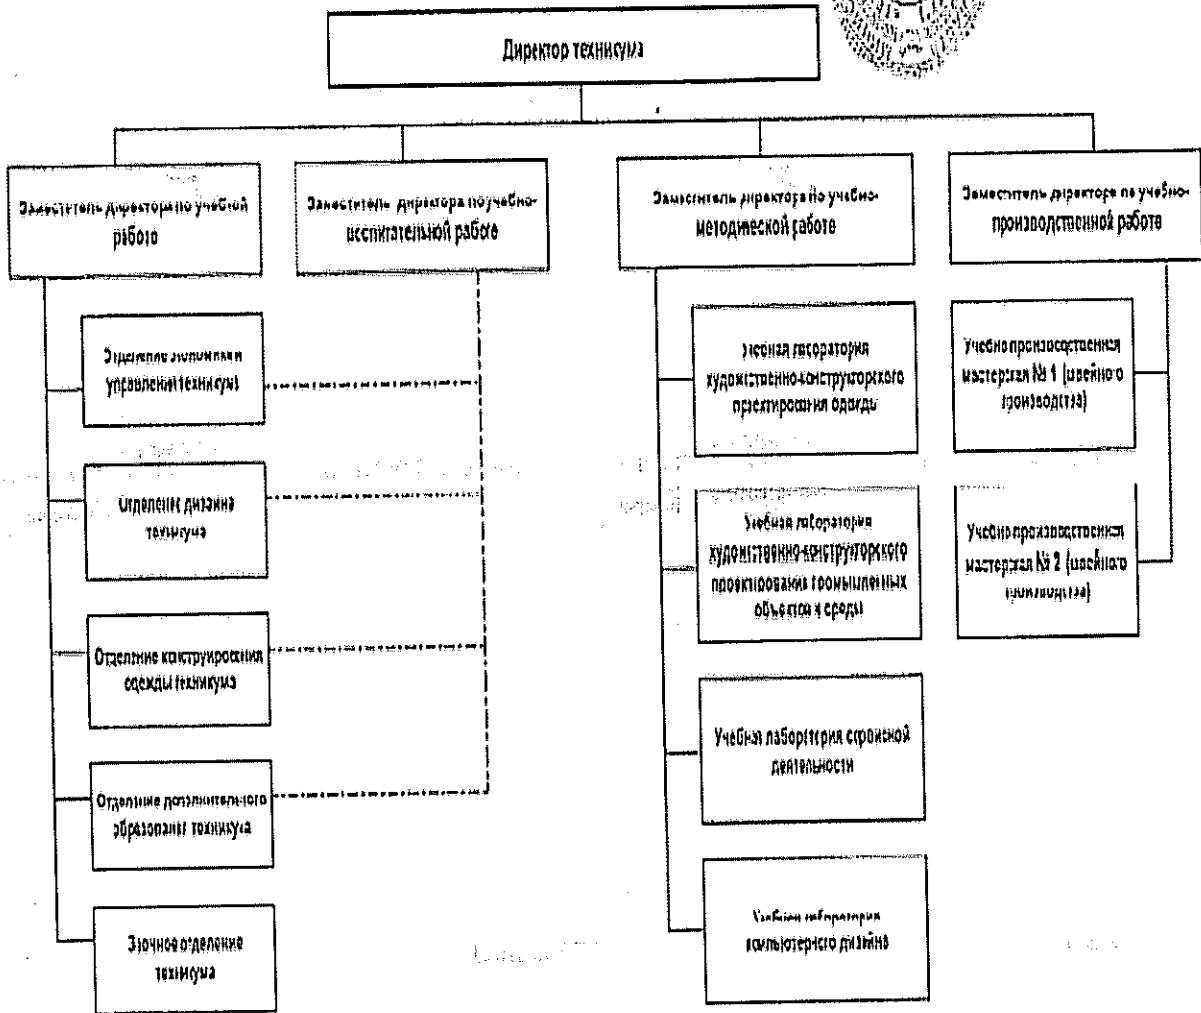 Директор техникума
Заместитель директора по учебной
работе
Заместитель директора по учебно-
воспитательной работе
Заместитель директора по учебно-
методической работе
Заместитель директора по учебно-
производственной работе
Отделение экономики и
управления техникума
Отделение дизайна
техникума
Отделение конструирования
одежды техникума
Отделение дополнительного
образования техникума
Заочное отделение
техникума
Учебная лаборатория
художественно-конструкторского
проектирования одежды
Учебная лаборатория
художественно-конструкторского
проектирования промышленных
объектов и среды
Учебная лаборатория сервисной
деятельности
Учебная лаборатория
компьютерного дизайна
Учебно производственная
мастерская № 1 (швейного
производства)
Учебно производственная
мастерская № 2 (швейного
производства)